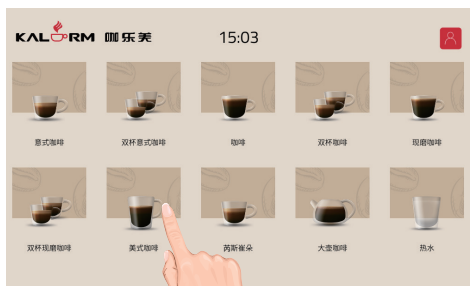 KALERM 咖乐美
15:03
意式咖啡
双杯意式咖啡
咖啡
双杯咖啡
现磨咖啡
双杯现磨咖啡
美式咖啡
芮斯崔朵
大壶咖啡
热水